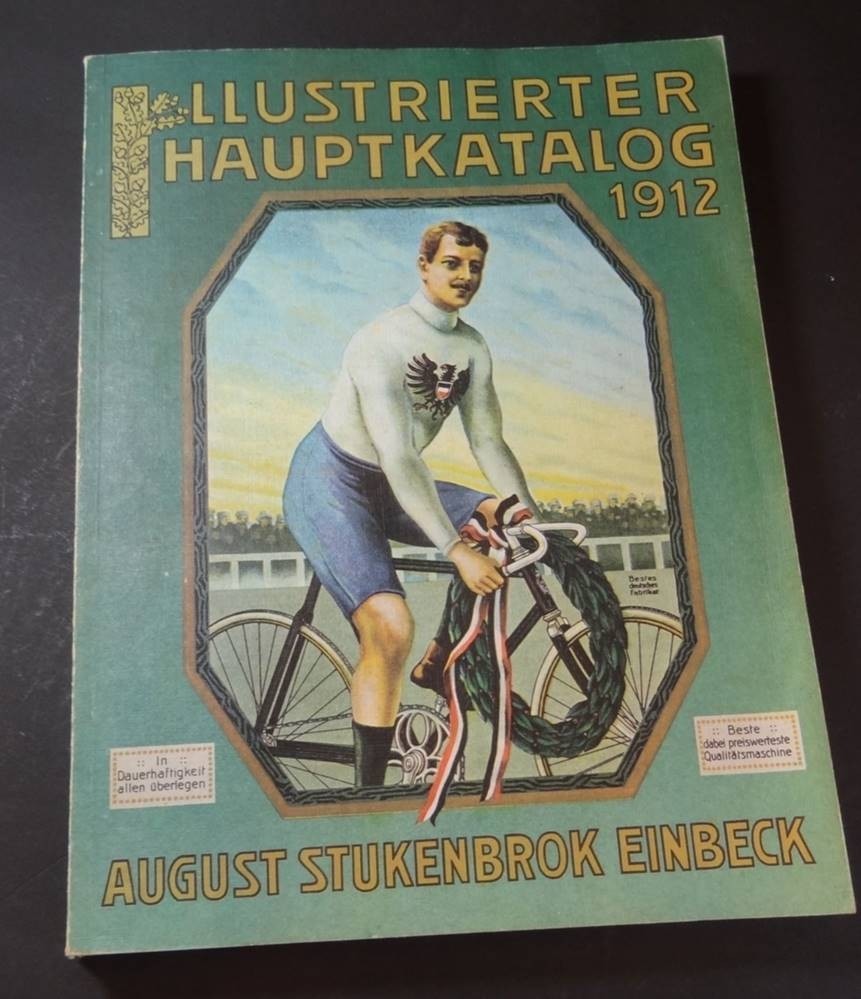 ILLUSTRIERTER
HAUPTKATALOG
1912
Bestes
deutsches
Fabrikat
:: In ::
Dauerhaftigkeit
allen überlegen
:: Beste ::
dabei preiswerteste
Qualitätsmaschine
AUGUST STUKENBROK EINBECK